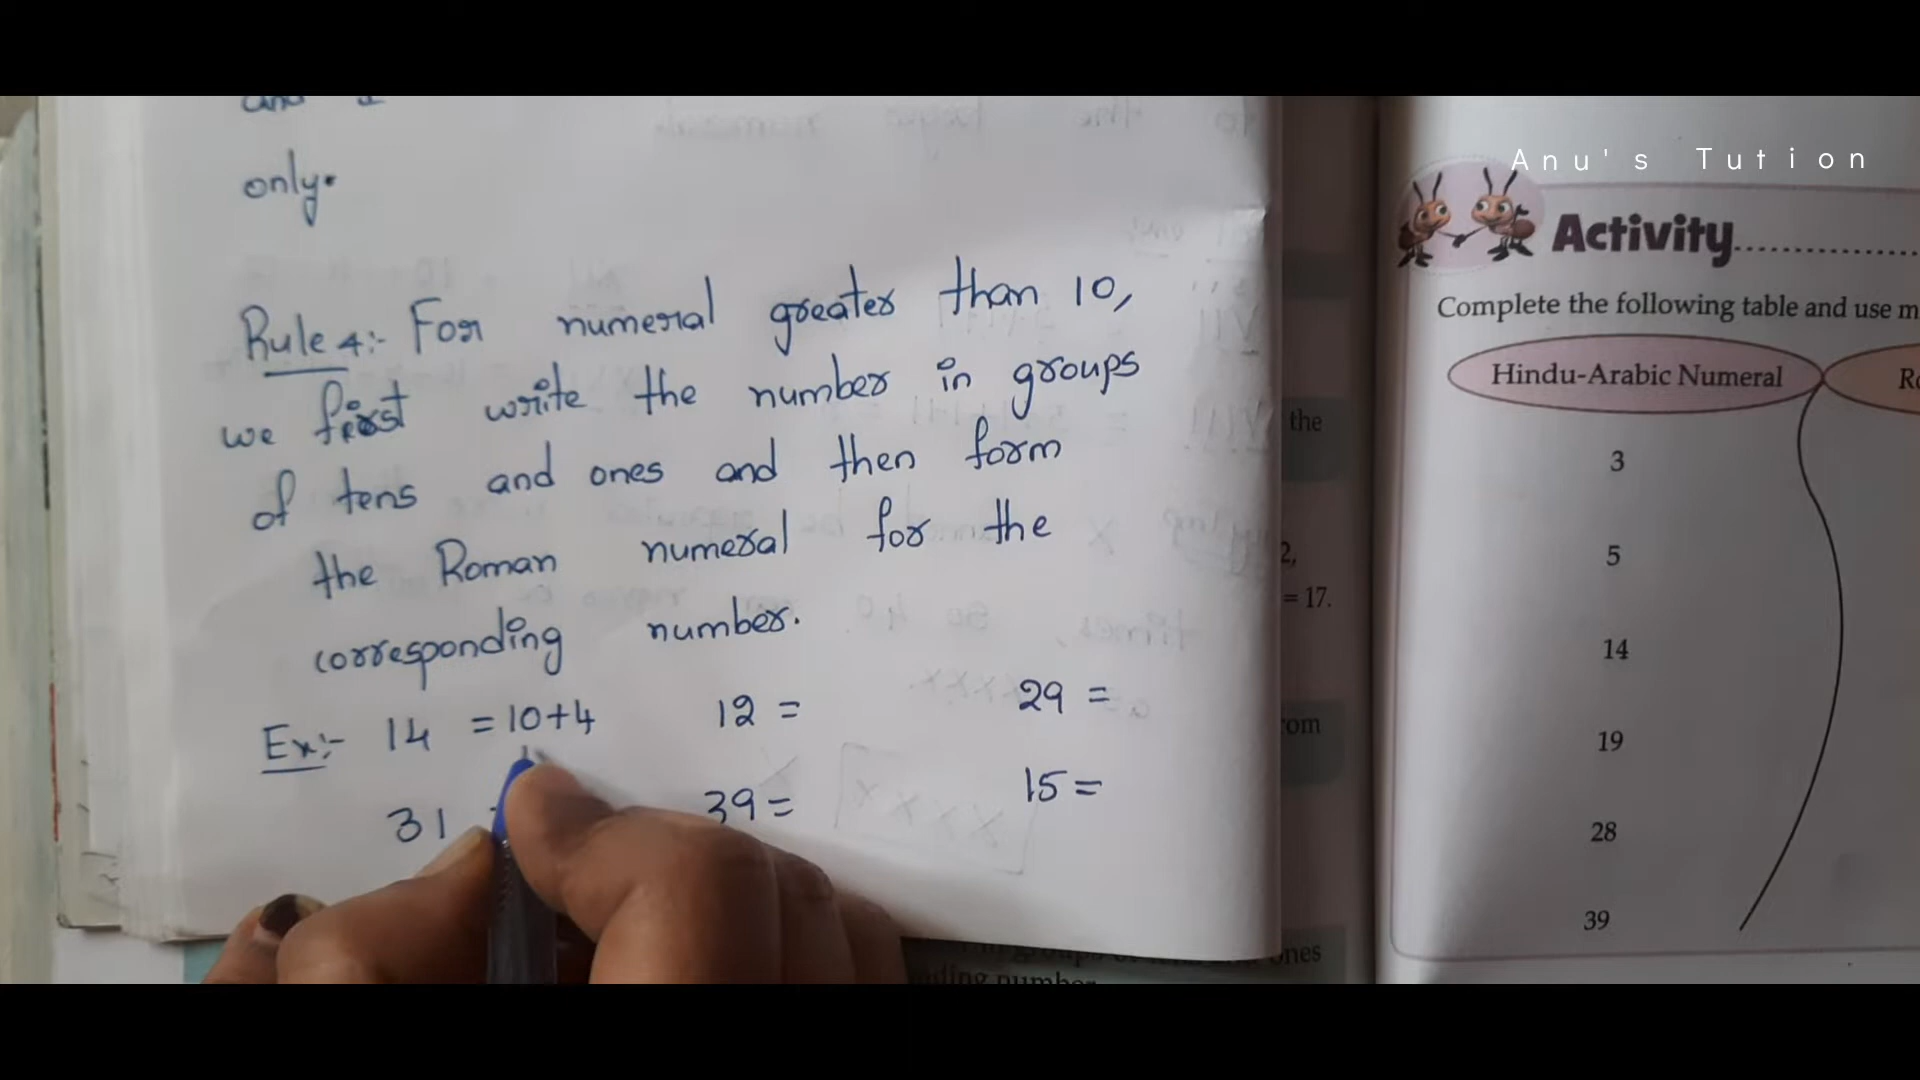 only.
Rule 4:- For numeral greater than 10,
we first write the number in groups
of tens and ones and then form
the Roman numeral for the
corresponding number.
Ex:- 14 = 10+4 12 = 29 =
31 39 = 15 =
the
2,
= 17.
om
ones
ding number
Anu's Tution
Activity
Complete the following table and use m
Hindu-Arabic Numeral
3
5
14
19
28
39